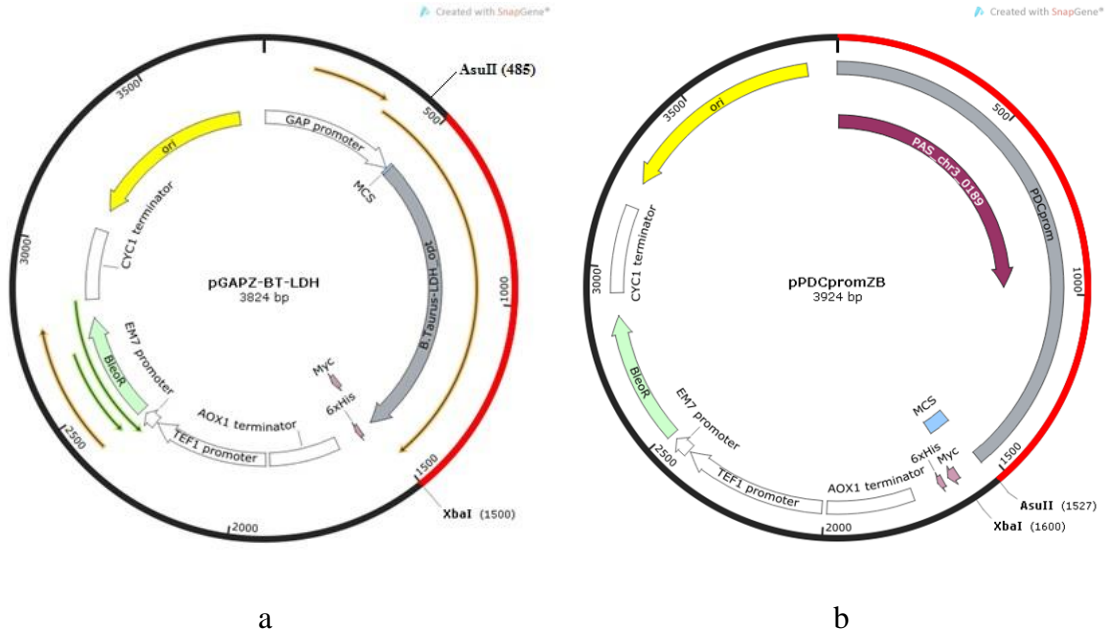 Created with SnapGene®
AsuII (485)
500
1000
1500
XbaI (1500)
2000
2500
3000
3500
GAP promoter
MCS
B.Taurus-LDH_opt
Myc
6xHis
AOX1 terminator
TEF1 promoter
EM7 promoter
BleoR
CYC1 terminator
ori
pGAPZ-BT-LDH
3824 bp
a
Created with SnapGene®
500
1000
1500
AsuII (1527)
XbaI (1600)
2000
2500
3000
3500
PDCprom
PAS_chr3_0189
MCS
Myc
6xHis
AOX1 terminator
TEF1 promoter
EM7 promoter
BleoR
CYC1 terminator
ori
pPDCpromZB
3924 bp
b